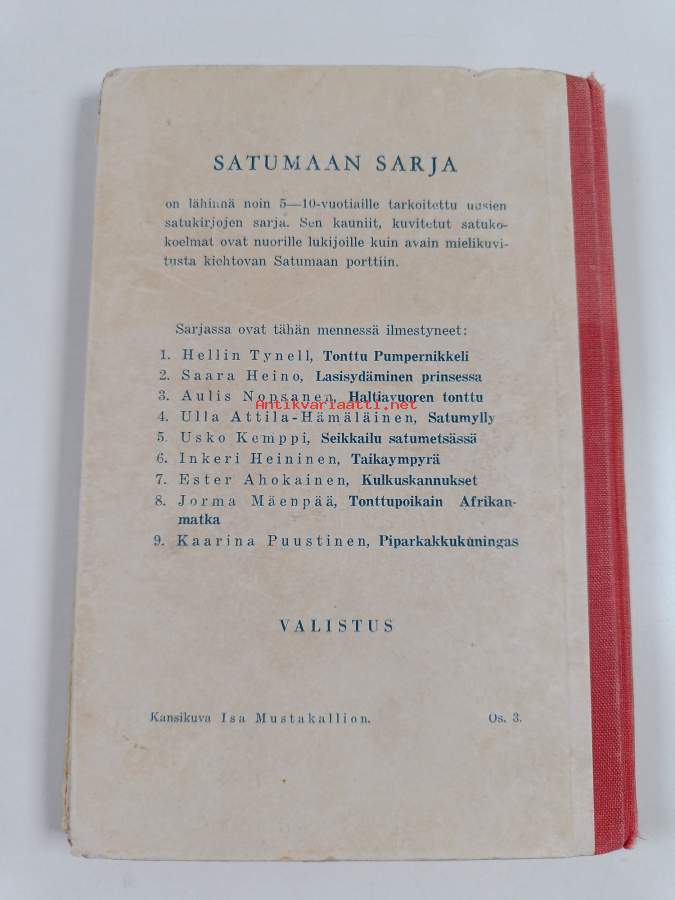 SATUMAAN SARJA
on lähinnä noin 5—10-vuotiaille tarkoitettu uusien
satukirjojen sarja. Sen kauniit, kuvitetut satuko-
koelmat ovat nuorille lukijoille kuin avain mielikuvi-
tusta kiehtovan Satumaan porttiin.
Sarjassa ovat tähän mennessä ilmestyneet:
1. Hellin Tynell, Tonttu Pumpernikkeli
2. Saara Heino, Lasisydäminen prinsessa
3. Aulis Nopsanen, Haltiavuoren tonttu
Antikvariaatti.net
4. Ulla Attila-Hämäläinen, Satumylly
5. Usko Kemppi, Seikkailu satumetsässä
6. Inkeri Heininen, Taikaympyrä
7. Ester Ahokainen, Kulkuskannukset
8. Jorma Mäenpää, Tonttupoikain Afrikan-
matka
9. Kaarina Puustinen, Piparkakkukuningas
VALISTUS
Kansikuva Isa Mustakallion. Os. 3.